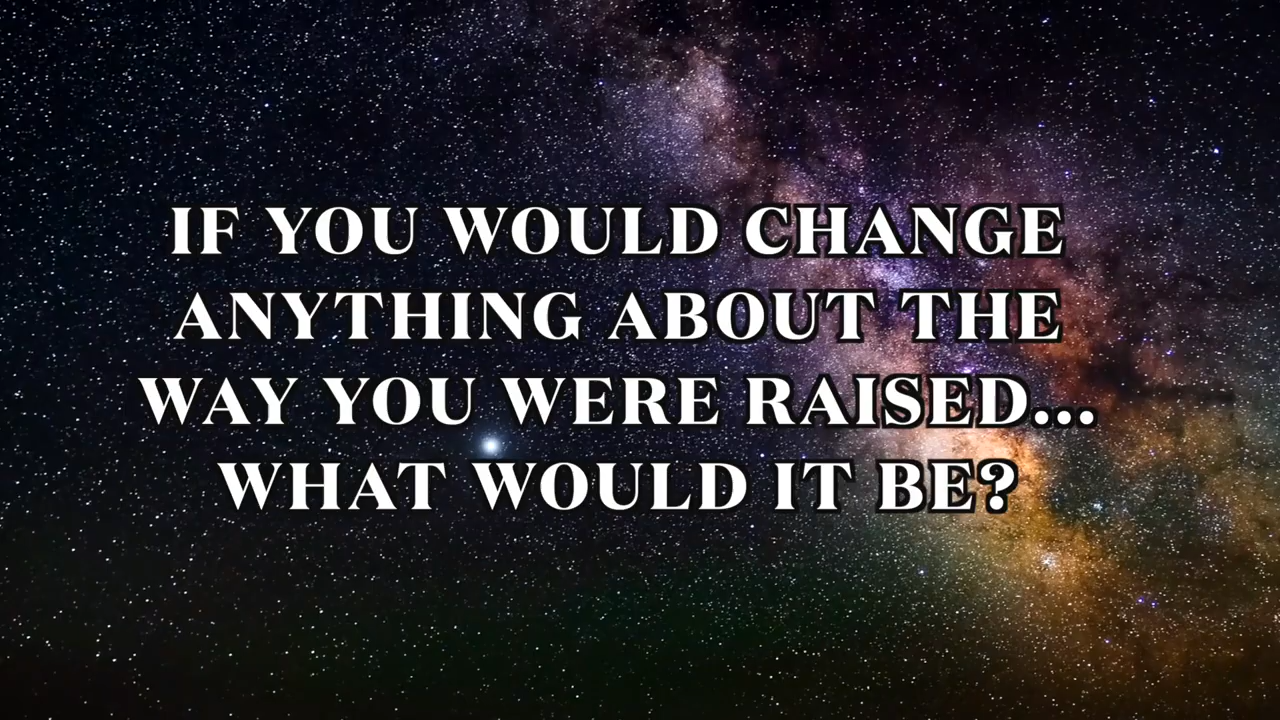 IF YOU WOULD CHANGE
ANYTHING ABOUT THE
WAY YOU WERE RAISED...
WHAT WOULD IT BE?